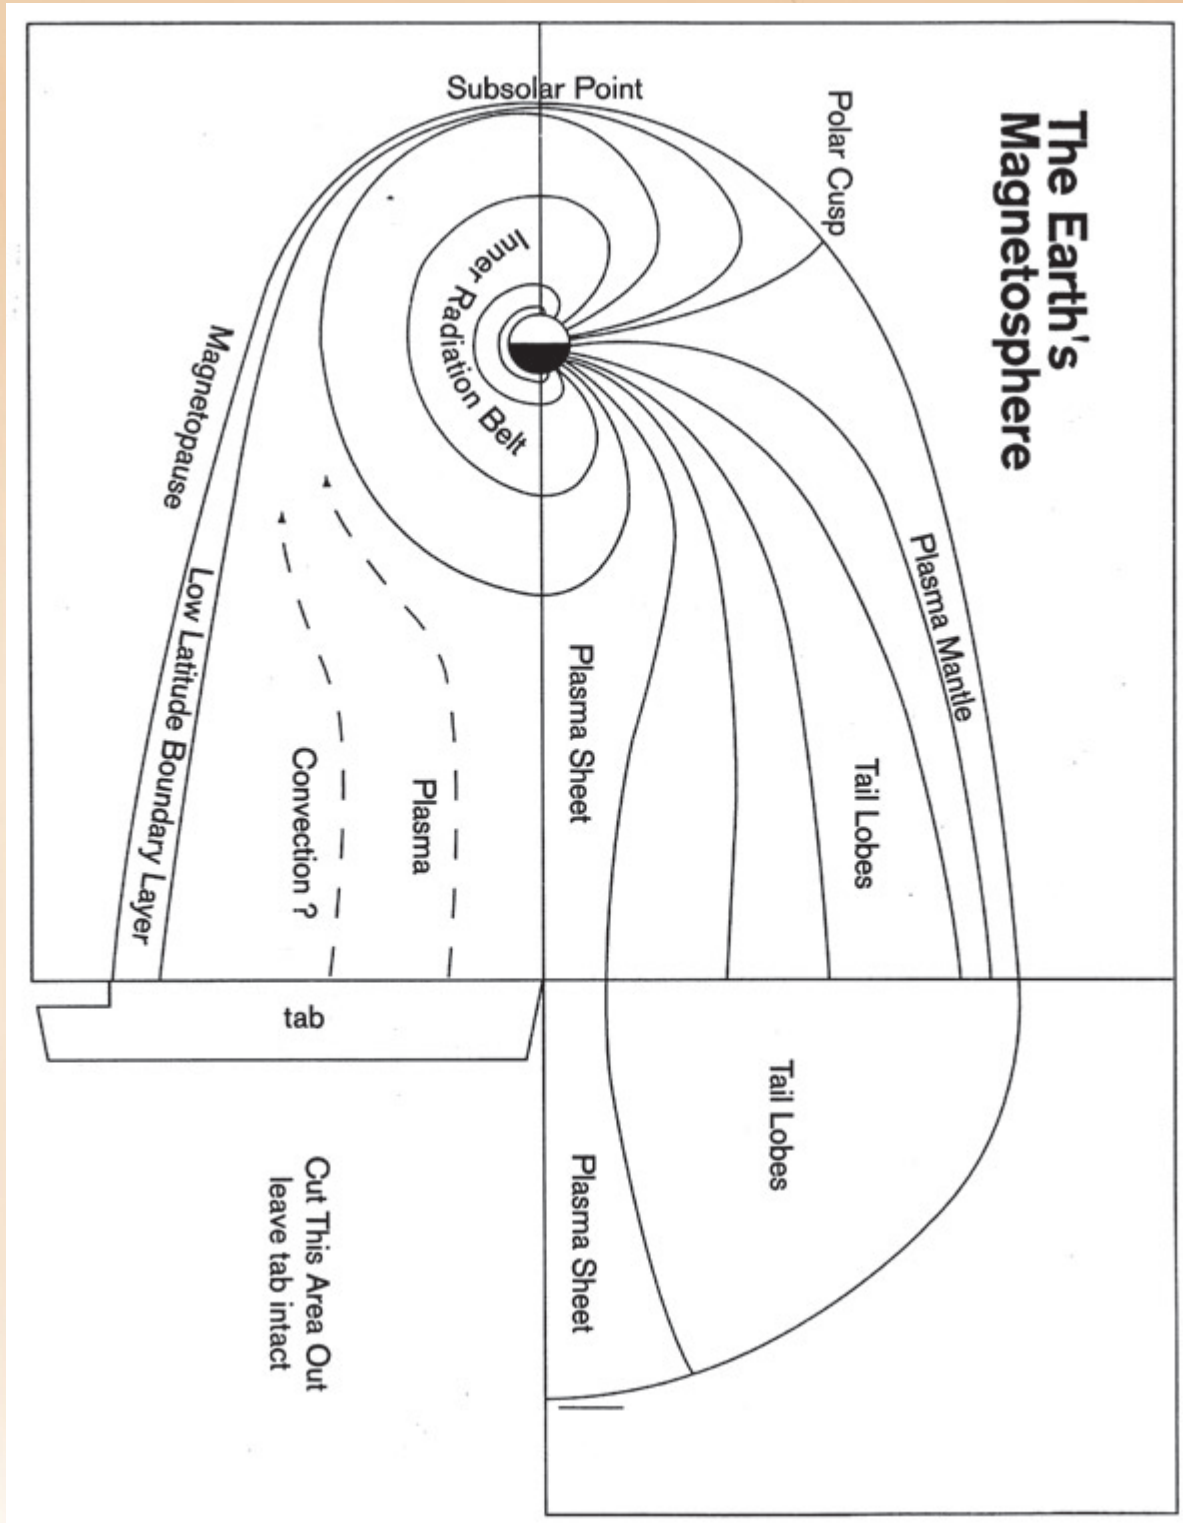 The Earth's
Magnetosphere
Subsolar Point
Polar Cusp
Inner Radiation Belt
Magnetopause
Low Latitude Boundary Layer
Convection ?
Plasma
Plasma Sheet
Tail Lobes
Plasma Mantle
tab
Tail Lobes
Plasma Sheet
Cut This Area Out
leave tab intact